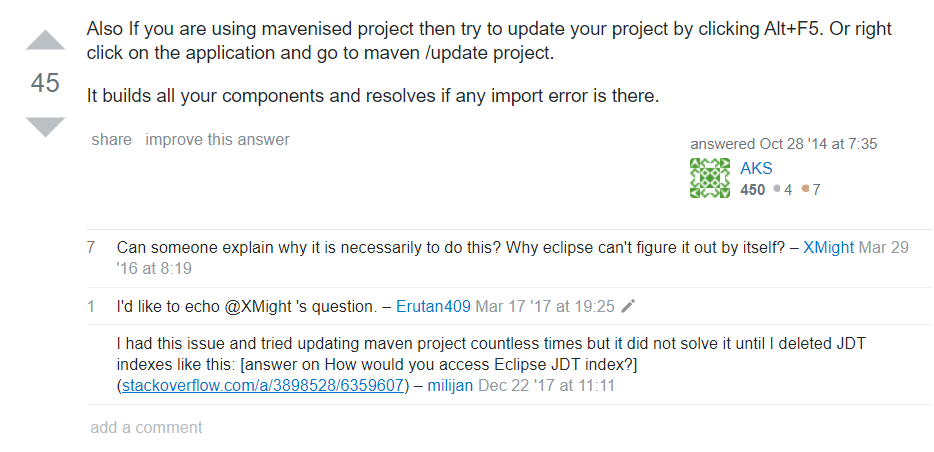 Also If you are using mavenised project then try to update your project by clicking Alt+F5. Or right
click on the application and go to maven /update project.
45
It builds all your components and resolves if any import error is there.
share improve this answer
answered Oct 28 '14 at 7:35
AKS
450 4 7
7 Can someone explain why it is necessarily to do this? Why eclipse can't figure it out by itself? – XMight Mar 29
'16 at 8:19
1 I'd like to echo @XMight 's question. – Erutan409 Mar 17 '17 at 19:25
I had this issue and tried updating maven project countless times but it did not solve it until I deleted JDT
indexes like this: [answer on How would you access Eclipse JDT index?]
(stackoverflow.com/a/3898528/6359607) – milijan Dec 22 '17 at 11:11
add a comment